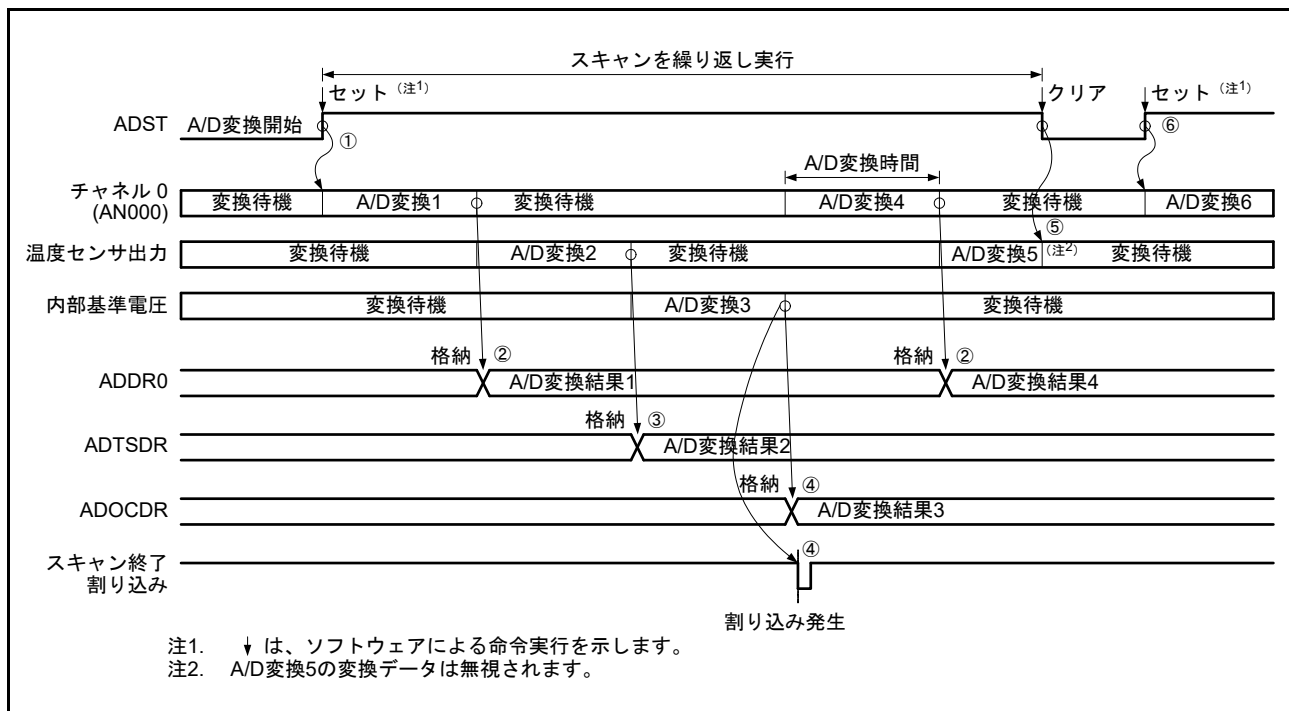 スキャンを繰り返し実行
セット（注1） クリア セット（注1）
ADST A/D変換開始 ① ⑥
A/D変換時間
チャネル 0
(AN000) 変換待機 A/D変換1 変換待機 A/D変換4 変換待機 A/D変換6
⑤
温度センサ出力 変換待機 A/D変換2 変換待機 A/D変換5 （注2） 変換待機
内部基準電圧 変換待機 A/D変換3 変換待機
格納 ② 格納 ②
ADDR0 A/D変換結果1 A/D変換結果4
格納 ③
ADTSDR A/D変換結果2
格納 ④
ADOCDR A/D変換結果3
スキャン終了 ④
割り込み
割り込み発生
注1. ↓ は、ソフトウェアによる命令実行を示します。
注2. A/D変換5の変換データは無視されます。